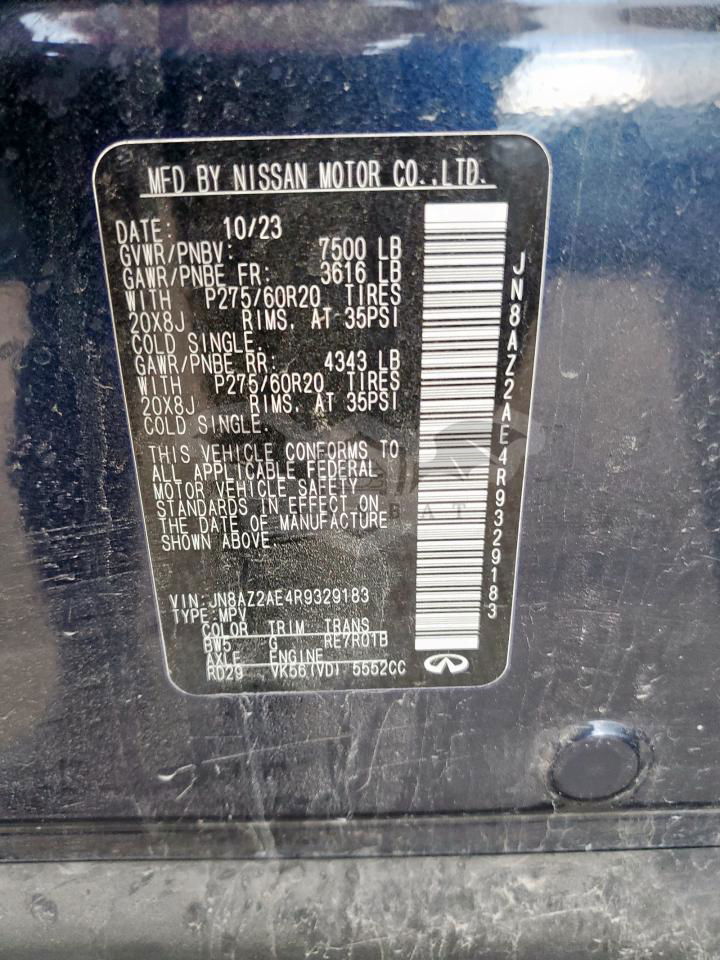 MFD BY NISSAN MOTOR CO.,LTD.
DATE: 10/23
GVWR/PNBV: 7500 LB
GAWR/PNBE FR: 3616 LB
WITH P275/60R20 TIRES
20X8J RIMS. AT 35PSI
COLD SINGLE.
GAWR/PNBE RR: 4343 LB
WITH P275/60R20 TIRES
20X8J RIMS. AT 35PSI
COLD SINGLE.
THIS VEHICLE CONFORMS TO
ALL APPLICABLE FEDERAL
MOTOR VEHICLE SAFETY
STANDARDS IN EFFECT ON
THE DATE OF MANUFACTURE
SHOWN ABOVE.
VIN: JN8AZ2AE4R9329183
TYPE: MPV
COLOR TRIM TRANS
BW5 G RE7R01B
AXLE ENGINE
RD29 VK56(VD) 5552CC
JN8AZ2AE4R9329183